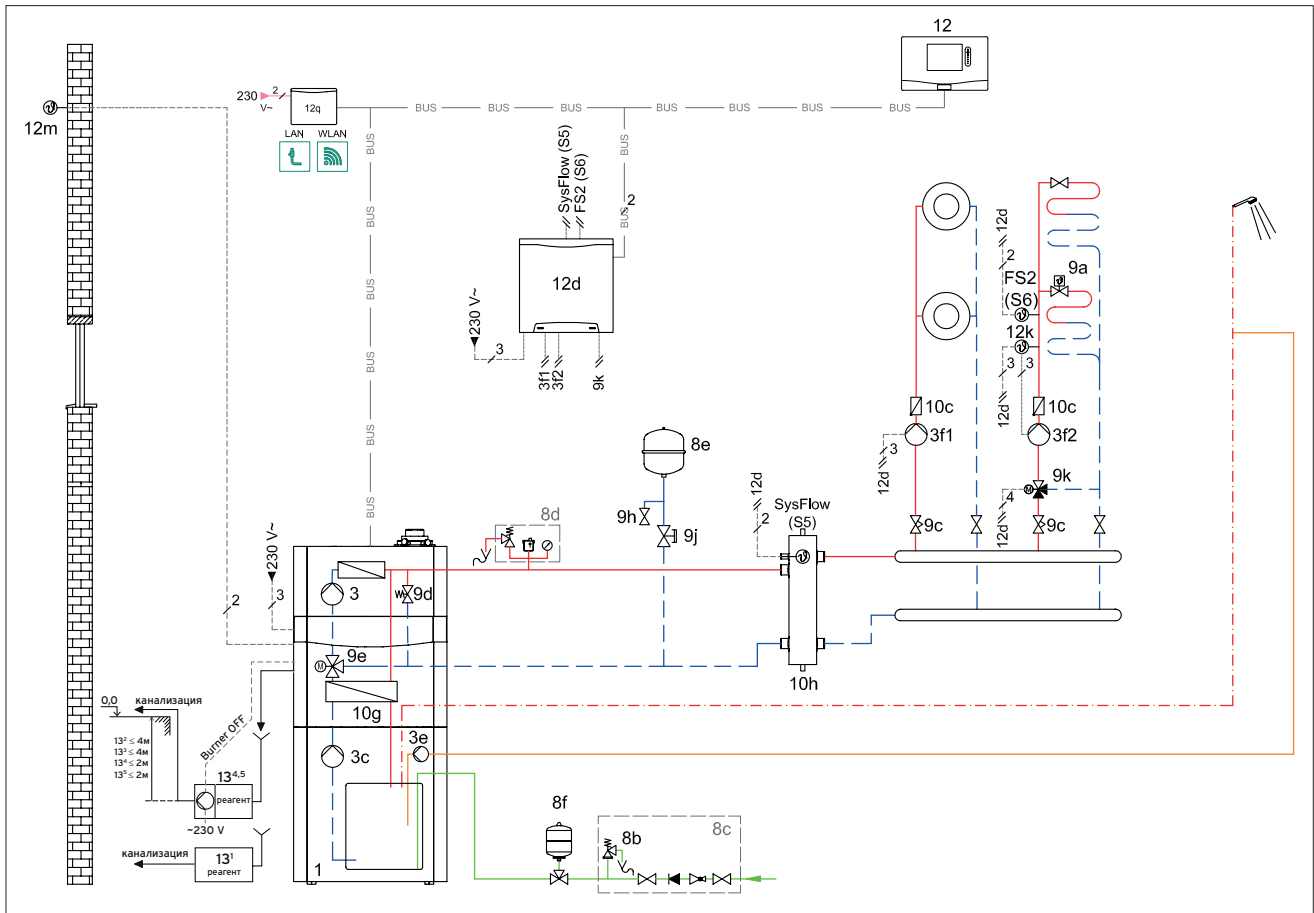 12
230
V~
2
12q
BUS
BUS
BUS
BUS
BUS
BUS
12m
LAN
WLAN
BUS
BUS
BUS
BUS
BUS
BUS
BUS
SysFlow (S5)
FS2 (S6)
BUS
BUS
2
12d
230 V~
3
3f1
3f2
9k
12d
2
FS2
(S6)
9a
12k
12d
3
3
10c
10c
3f1
3f2
12d
3
9k
12d
4
9c
9c
8e
9h
9j
SysFlow
(S5)
12d
2
10h
8d
230 V~
3
2
3
9d
9e
M
M
10g
3c
3e
1
Burner OFF
0,0
канализация
13² ≤ 4м
13³ ≤ 4м
13⁴ ≤ 2м
13⁵ ≤ 2м
13⁴,⁵
реагент
~230 V
канализация
13¹
реагент
8f
8b
8c